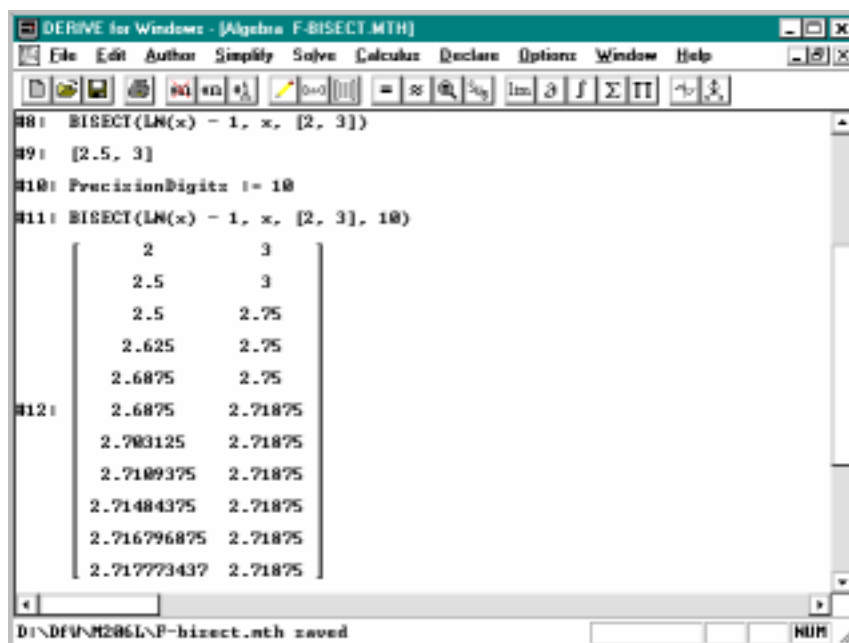 DERIVE for Windows - [Algebra F-BISECT.MTH]
File Edit Author Simplify Solve Calculus Declare Options Window Help
= ≈ Sub lim ∂ ∫ Σ Π
#8: BISECT(LN(x) - 1, x, [2, 3])
#9: [2.5, 3]
#10: PrecisionDigits := 10
#11: BISECT(LN(x) - 1, x, [2, 3], 10)
2 3
2.5 3
2.5 2.75
2.625 2.75
2.6875 2.75
#12: 2.6875 2.71875
2.703125 2.71875
2.7109375 2.71875
2.71484375 2.71875
2.716796875 2.71875
2.717773437 2.71875
D:\DfW\M206L\F-bisect.mth saved
NUM